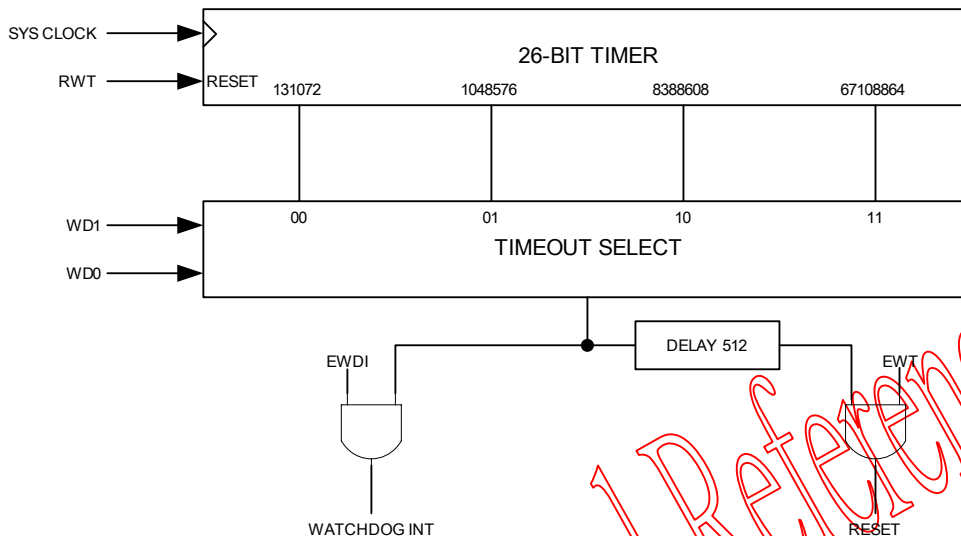 SYS CLOCK
26-BIT TIMER
RWT
RESET
131072
1048576
8388608
67108864
WD1
00
01
10
11
TIMEOUT SELECT
WD0
DELAY 512
EWDI
EWT
WATCHDOG INT
RESET